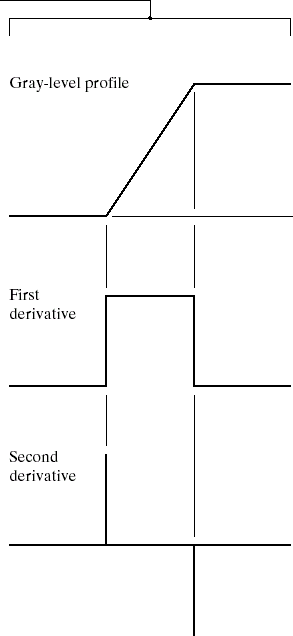 Gray-level profile
First
derivative
Second
derivative